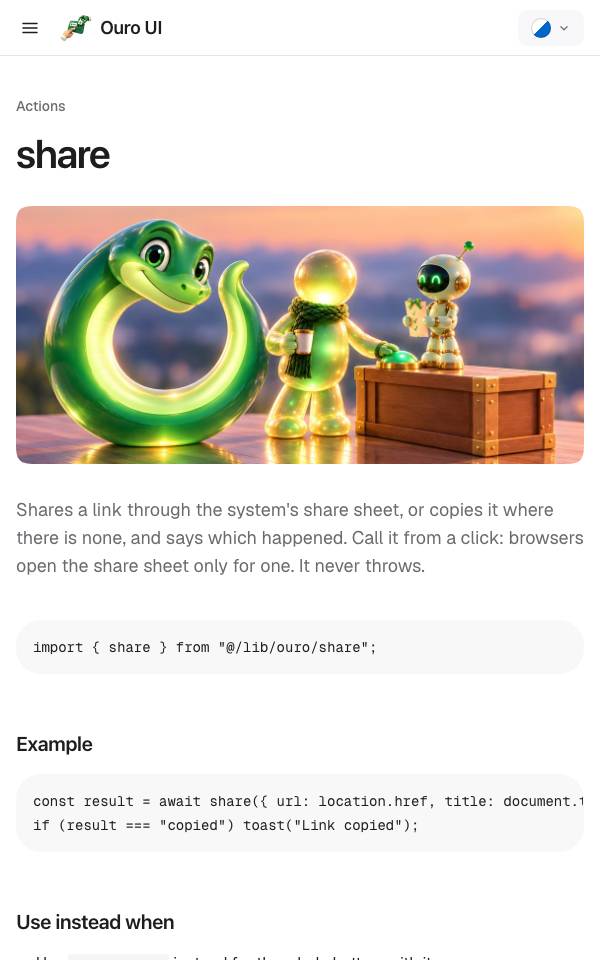 Ouro UI
Actions
share
Shares a link through the system's share sheet, or copies it where
there is none, and says which happened. Call it from a click: browsers
open the share sheet only for one. It never throws.
import { share } from "@/lib/ouro/share";
Example
const result = await share({ url: location.href, title: document.t
if (result === "copied") toast("Link copied");
Use instead when